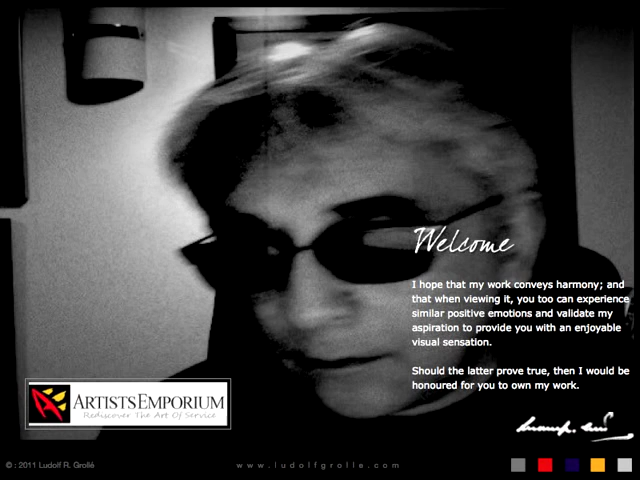 Welcome
I hope that my work conveys harmony; and
that when viewing it, you too can experience
similar positive emotions and validate my
aspiration to provide you with an enjoyable
visual sensation.
Should the latter prove true, then I would be
honoured for you to own my work.
ARTISTSEMPORIUM
Rediscover The Art Of Service
© : 2011 Ludolf R. Grollé
www.ludolfgrolle.com